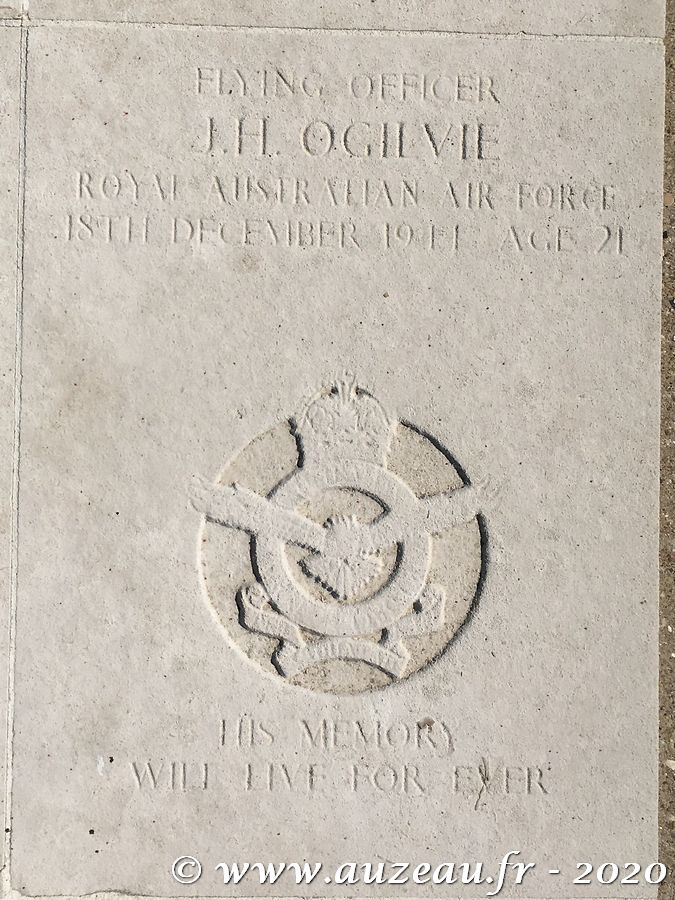 FLYING OFFICER
J.H. OGILVIE
ROYAL AUSTRALIAN AIR FORCE
18TH DECEMBER 1944 AGE 21
HIS MEMORY
WILL LIVE FOR EVER
© www.auzeau.fr - 2020